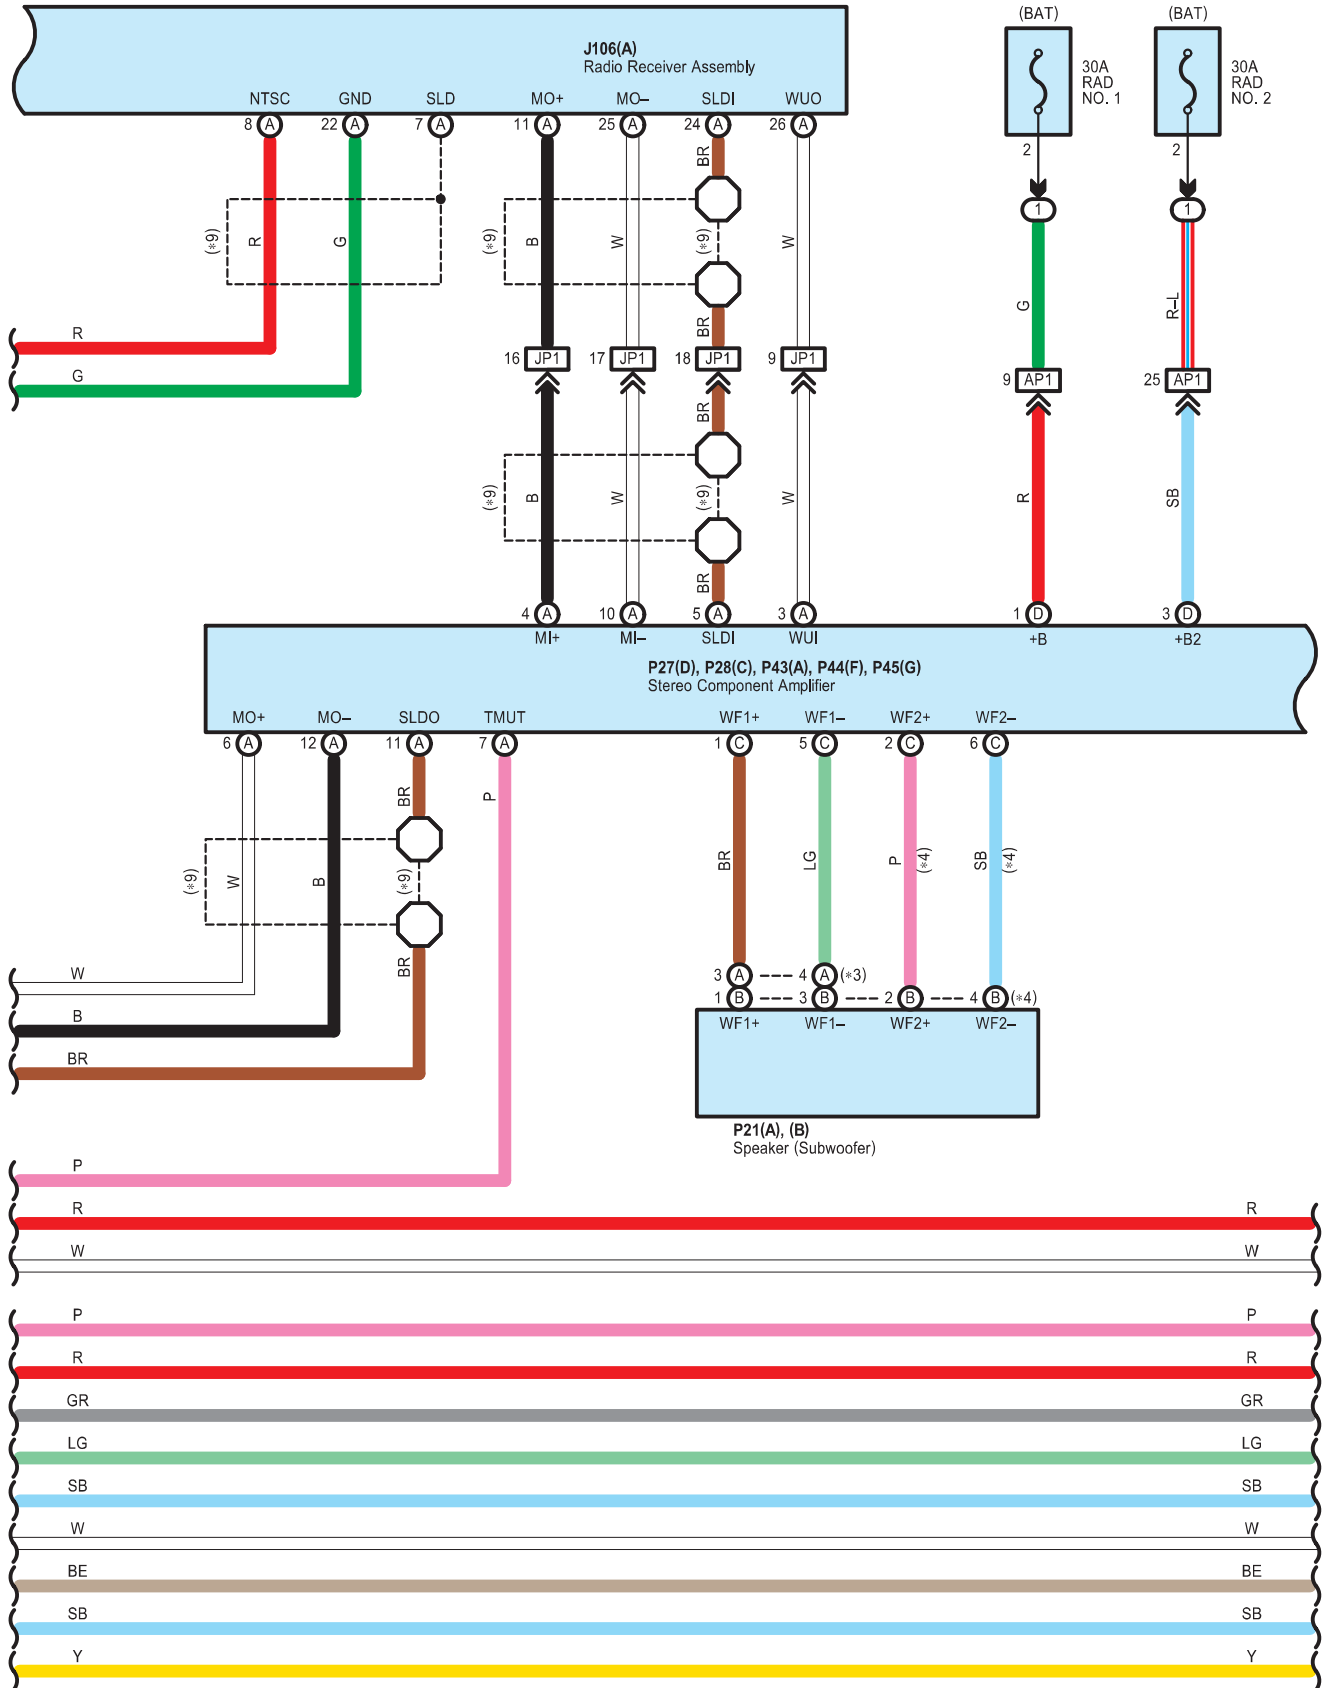 (BAT) (BAT)
J106(A)
Radio Receiver Assembly
30A
RAD
NO. 1
30A
RAD
NO. 2
NTSC GND SLD MO+ MO– SLDI WUO
8 A 22 A 7 A 11 A 25 A 24 A 26 A
2 2
BR
1 1
(*9) R G (*9) B W (*9) W
G R–L
BR
R
G
16 JP1 17 JP1 18 JP1 9 JP1
9 AP1 25 AP1
BR
(*9) B W (*9) W R SB
BR
4 A 10 A 5 A 3 A 1 D 3 D
MI+ MI– SLDI WUI +B +B2
P27(D), P28(C), P43(A), P44(F), P45(G)
Stereo Component Amplifier
MO+ MO– SLDO TMUT WF1+ WF1– WF2+ WF2–
6 A 12 A 11 A 7 A 1 C 5 C 2 C 6 C
BR P
(*9) W B (*9) BR LG P (*4) SB (*4)
BR
W
3 A 4 A (*3)
1 B 3 B 2 B 4 B (*4)
B
WF1+ WF1– WF2+ WF2–
BR
P21(A), (B)
Speaker (Subwoofer)
P
R R
W W
P P
R R
GR GR
LG LG
SB SB
W W
BE BE
SB SB
Y Y